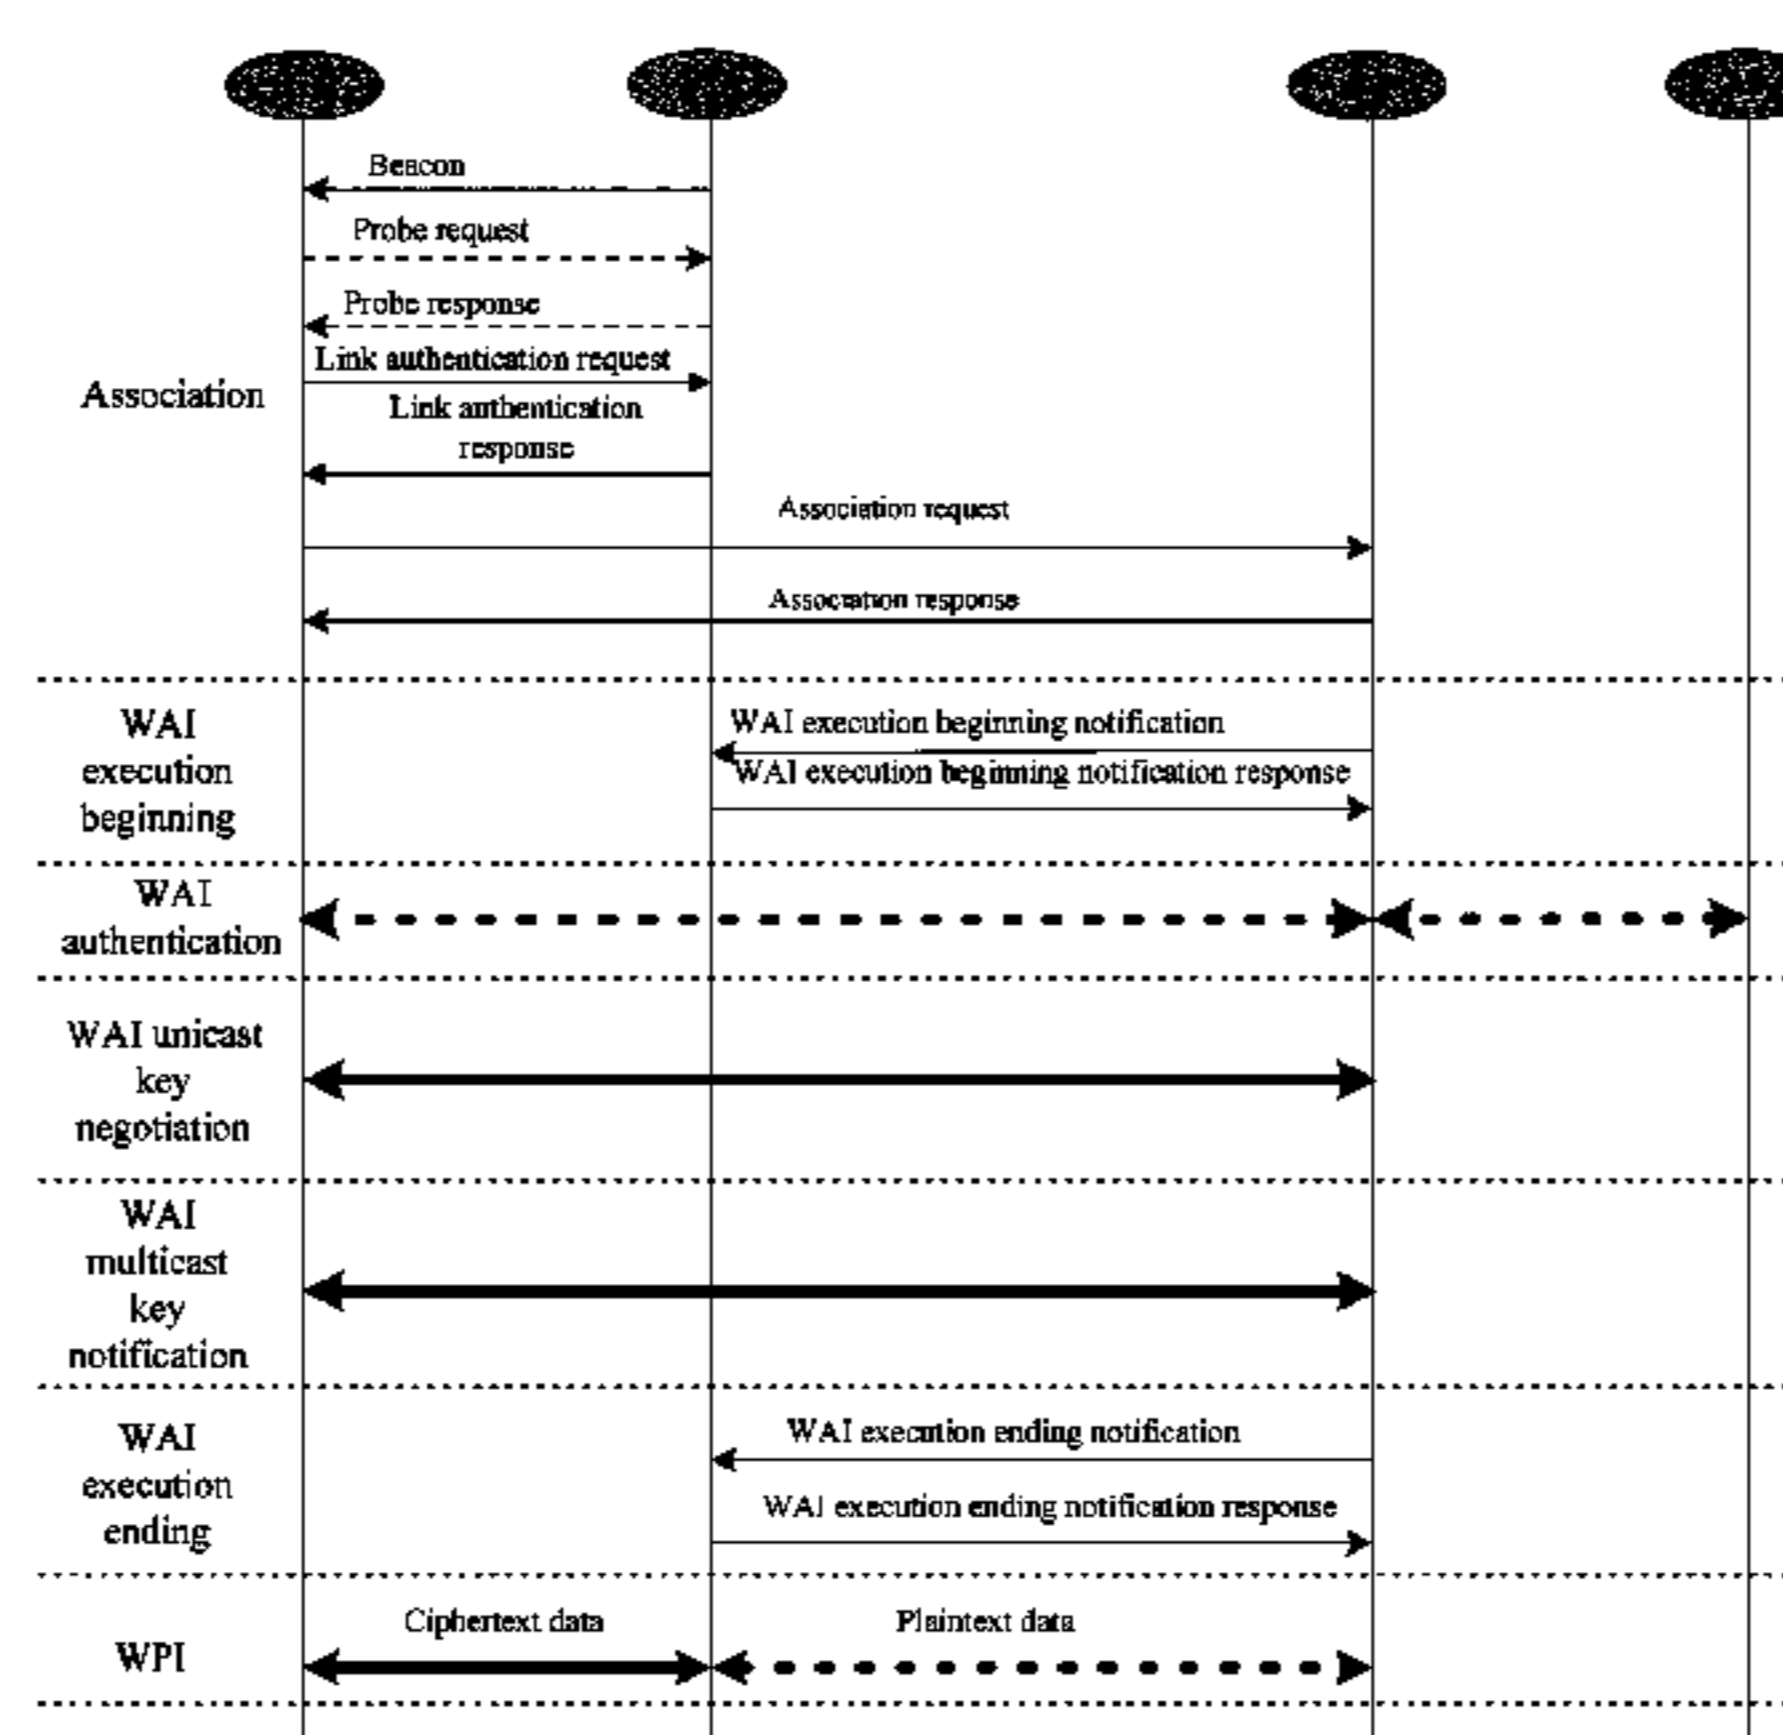 Beacon
Probe request
Probe response
Link authentication request
Association
Link authentication
response
Association request
Association response
WAI
execution
beginning
WAI execution beginning notification
WAI execution beginning notification response
WAI
authentication
WAI unicast
key
negotiation
WAI
multicast
key
notification
WAI
execution
ending
WAI execution ending notification
WAI execution ending notification response
WPI
Ciphertext data
Plaintext data